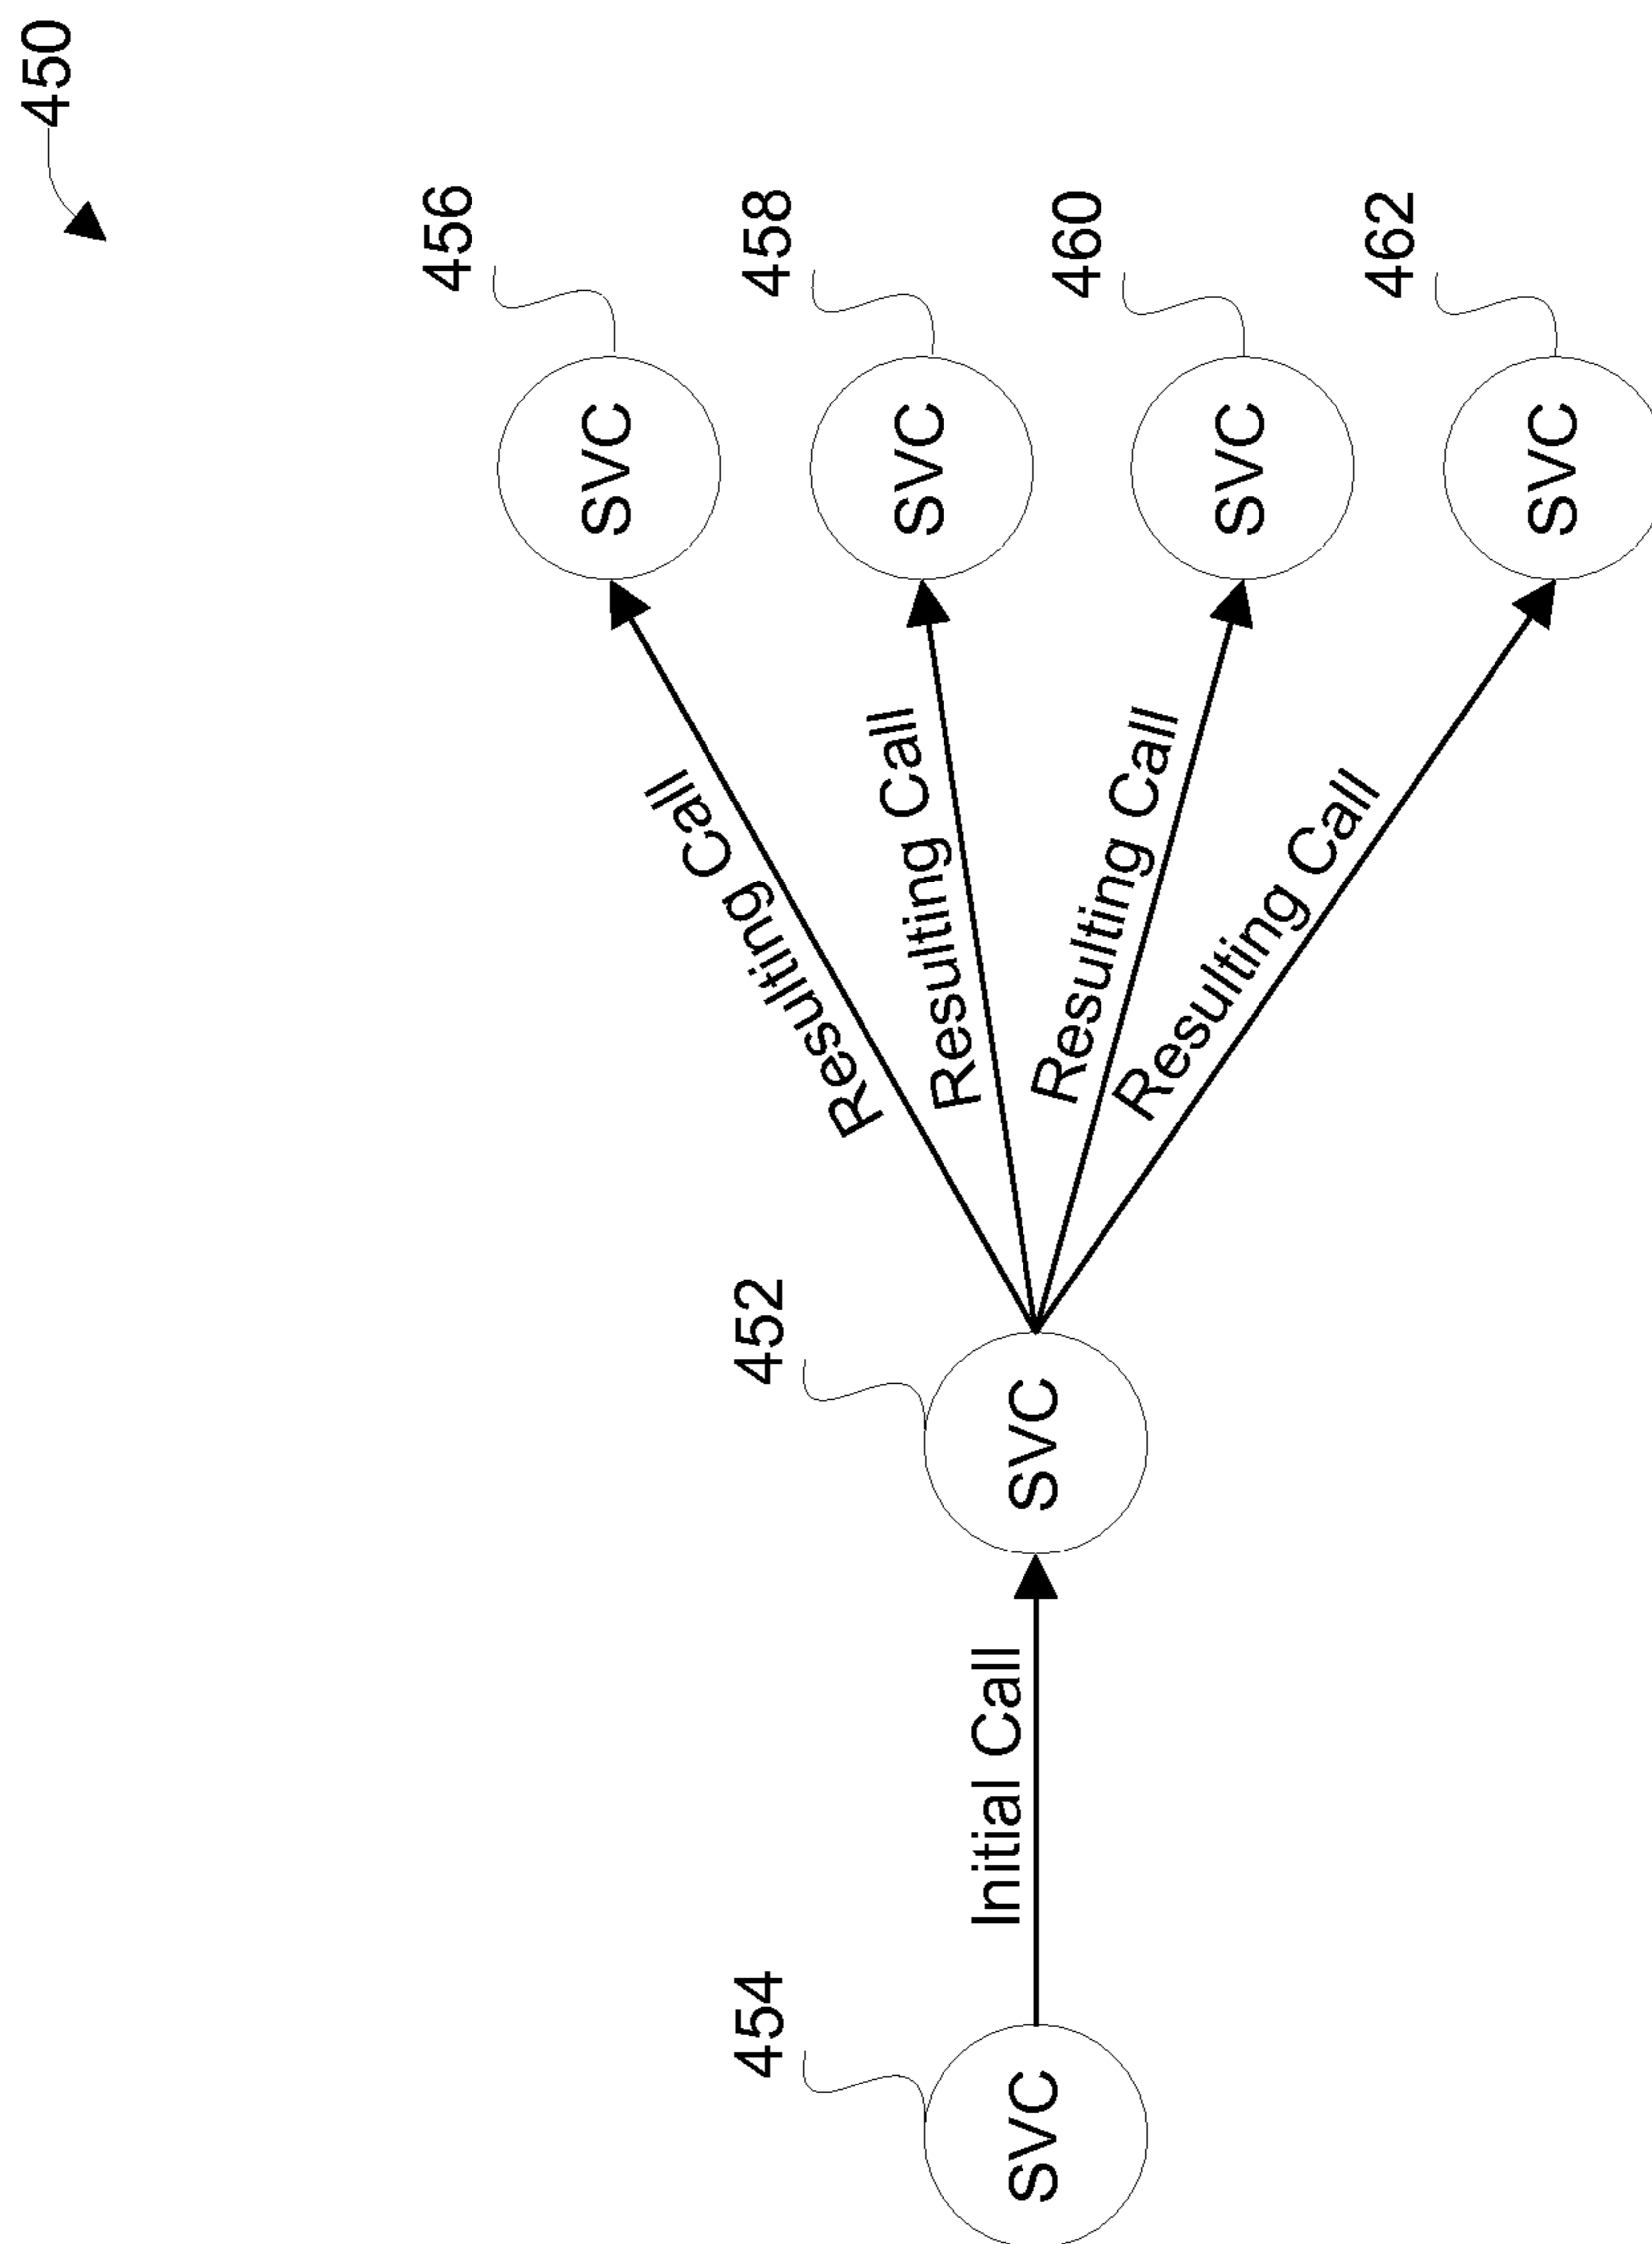 450
456
SVC
458
SVC
460
SVC
462
SVC
Resulting Call
Resulting Call
Resulting Call
Resulting Call
452
SVC
Initial Call
454
SVC